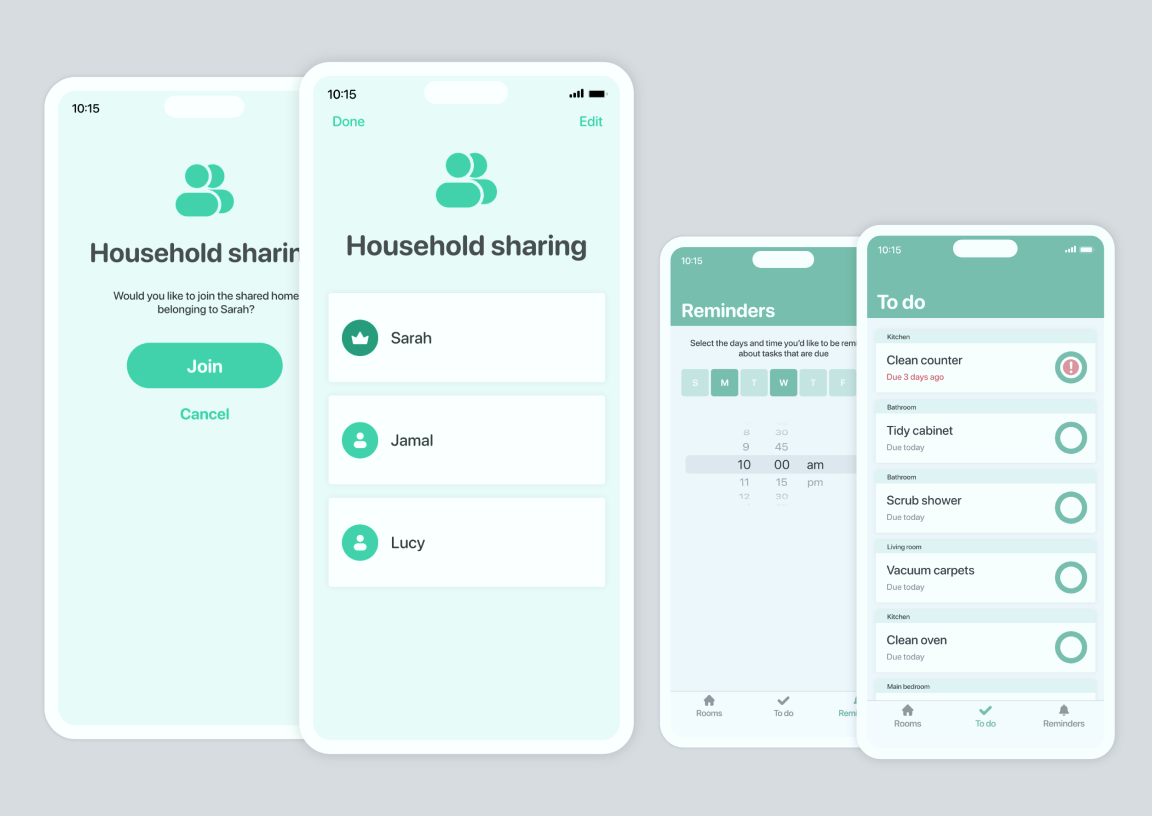 10:15
Household sharin
Would you like to join the shared home
belonging to Sarah?
Join
Cancel
10:15
Done
Edit
Household sharing
Sarah
Jamal
Lucy
10:15
Reminders
Select the days and time you'd like to be rem
about tasks that are due
S M T W T F
8 30
9 45
10 00 am
11 15 pm
12 30
Rooms
To do
Remi
10:15
To do
Kitchen
Clean counter
Due 3 days ago
Bathroom
Tidy cabinet
Due today
Bathroom
Scrub shower
Due today
Living room
Vacuum carpets
Due today
Kitchen
Clean oven
Due today
Main bedroom
Rooms
To do
Reminders